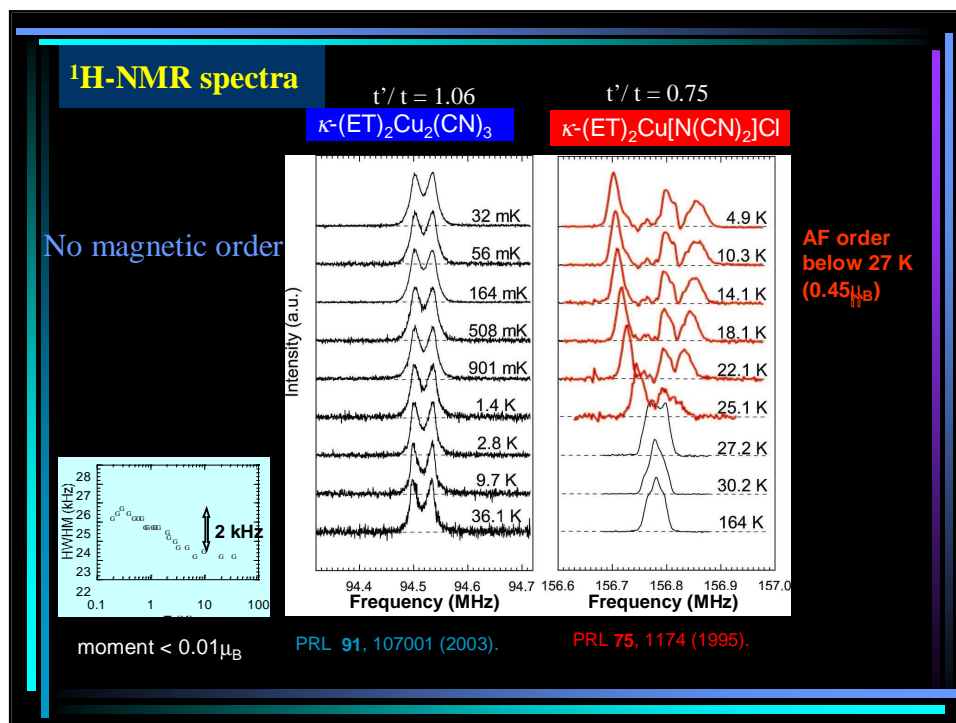 ¹H-NMR spectra
t’/ t = 1.06
t’/ t = 0.75
κ-(ET)₂Cu₂(CN)₃
κ-(ET)₂Cu[N(CN)₂]Cl
No magnetic order
Intensity (a.u.)
32 mK
56 mK
164 mK
508 mK
901 mK
1.4 K
2.8 K
9.7 K
36.1 K
94.4 94.5 94.6 94.7
Frequency (MHz)
4.9 K
10.3 K
14.1 K
18.1 K
22.1 K
25.1 K
27.2 K
30.2 K
164 K
156.6 156.7 156.8 156.9 157.0
Frequency (MHz)
AF order
below 27 K
(0.45μB)
HWHM (kHz)
28
27
26
25
24
23
22
2 kHz
0.1 1 10 100
moment < 0.01μB
PRL 91, 107001 (2003).
PRL 75, 1174 (1995).